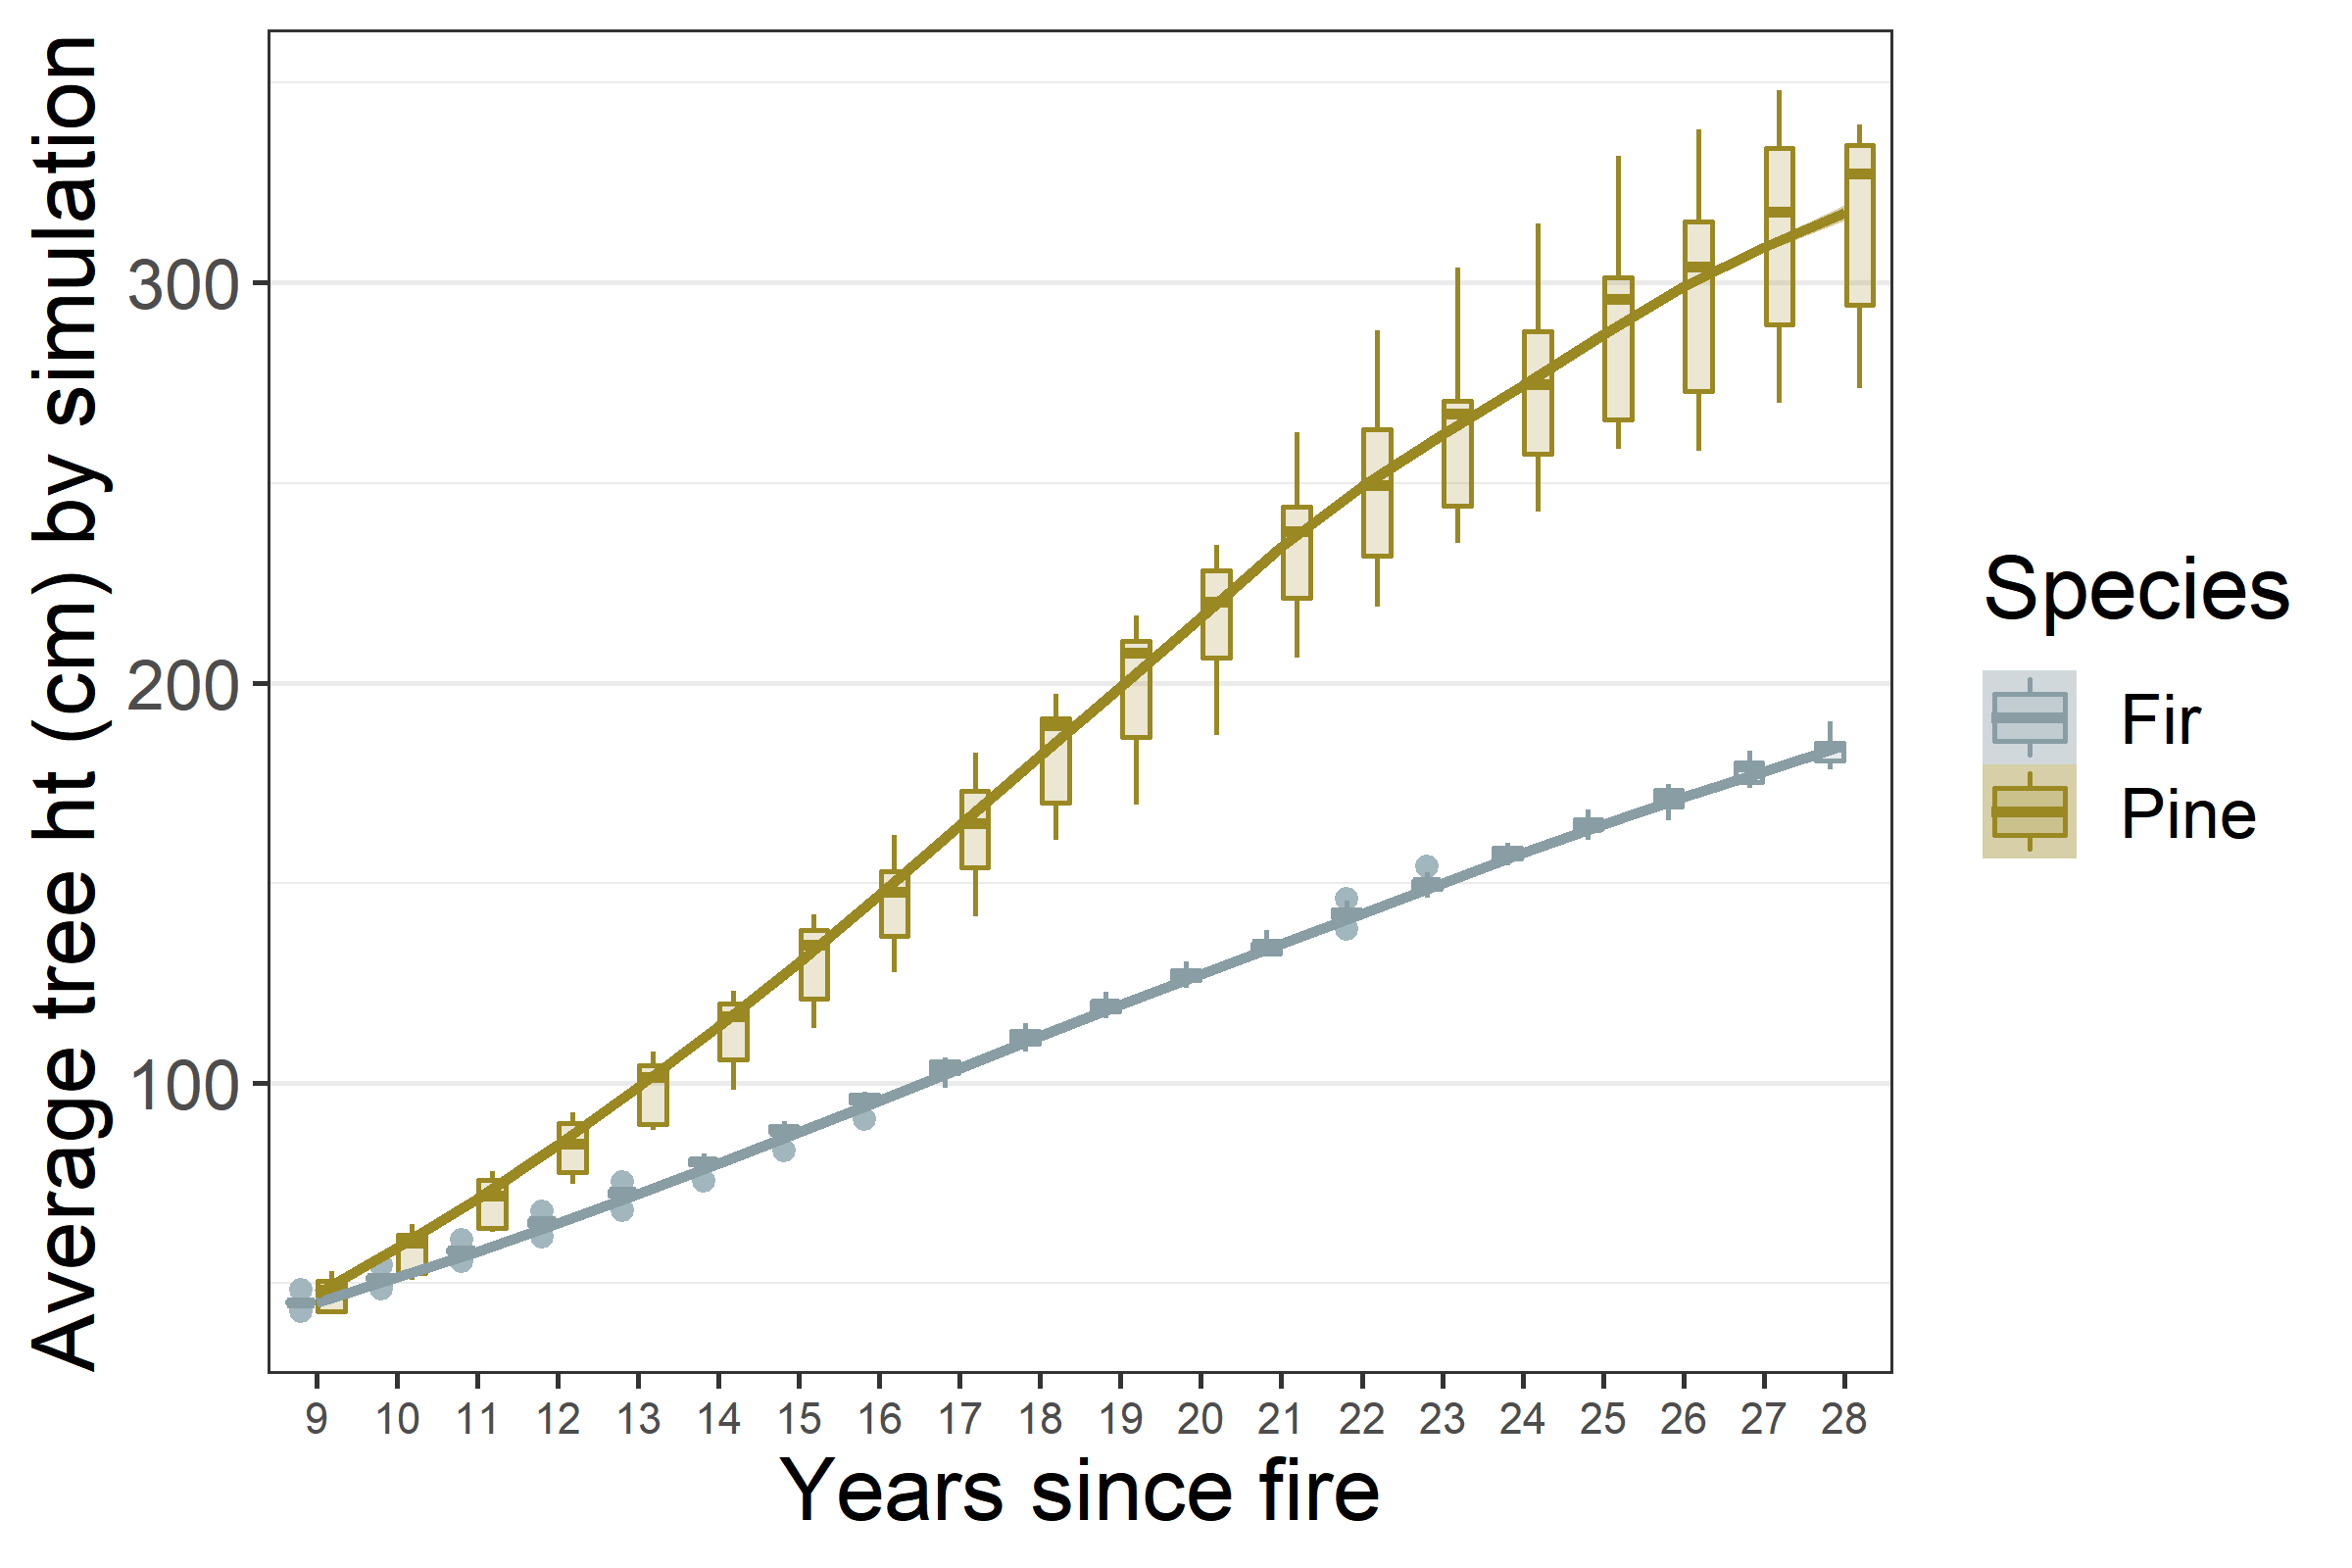 Average tree ht (cm) by simulation
300
200
100
9 10 11 12 13 14 15 16 17 18 19 20 21 22 23 24 25 26 27 28
Years since fire
Species
Fir
Pine